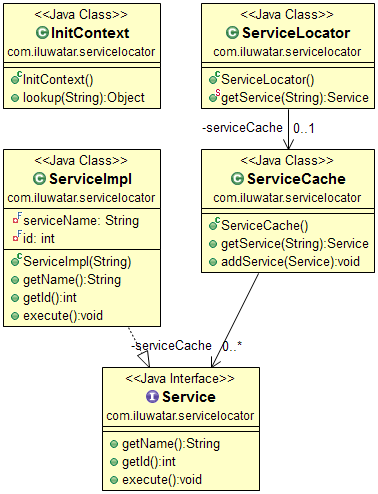 <<Java Class>>
InitContext
com.iluwatar.servicelocator
InitContext()
lookup(String):Object
<<Java Class>>
ServiceLocator
com.iluwatar.servicelocator
ServiceLocator()
getService(String):Service
-serviceCache 0..1
<<Java Class>>
ServiceImpl
com.iluwatar.servicelocator
serviceName: String
id: int
ServiceImpl(String)
getName():String
getId():int
execute():void
<<Java Class>>
ServiceCache
com.iluwatar.servicelocator
ServiceCache()
getService(String):Service
addService(Service):void
-serviceCache 0..*
<<Java Interface>>
Service
com.iluwatar.servicelocator
getName():String
getId():int
execute():void